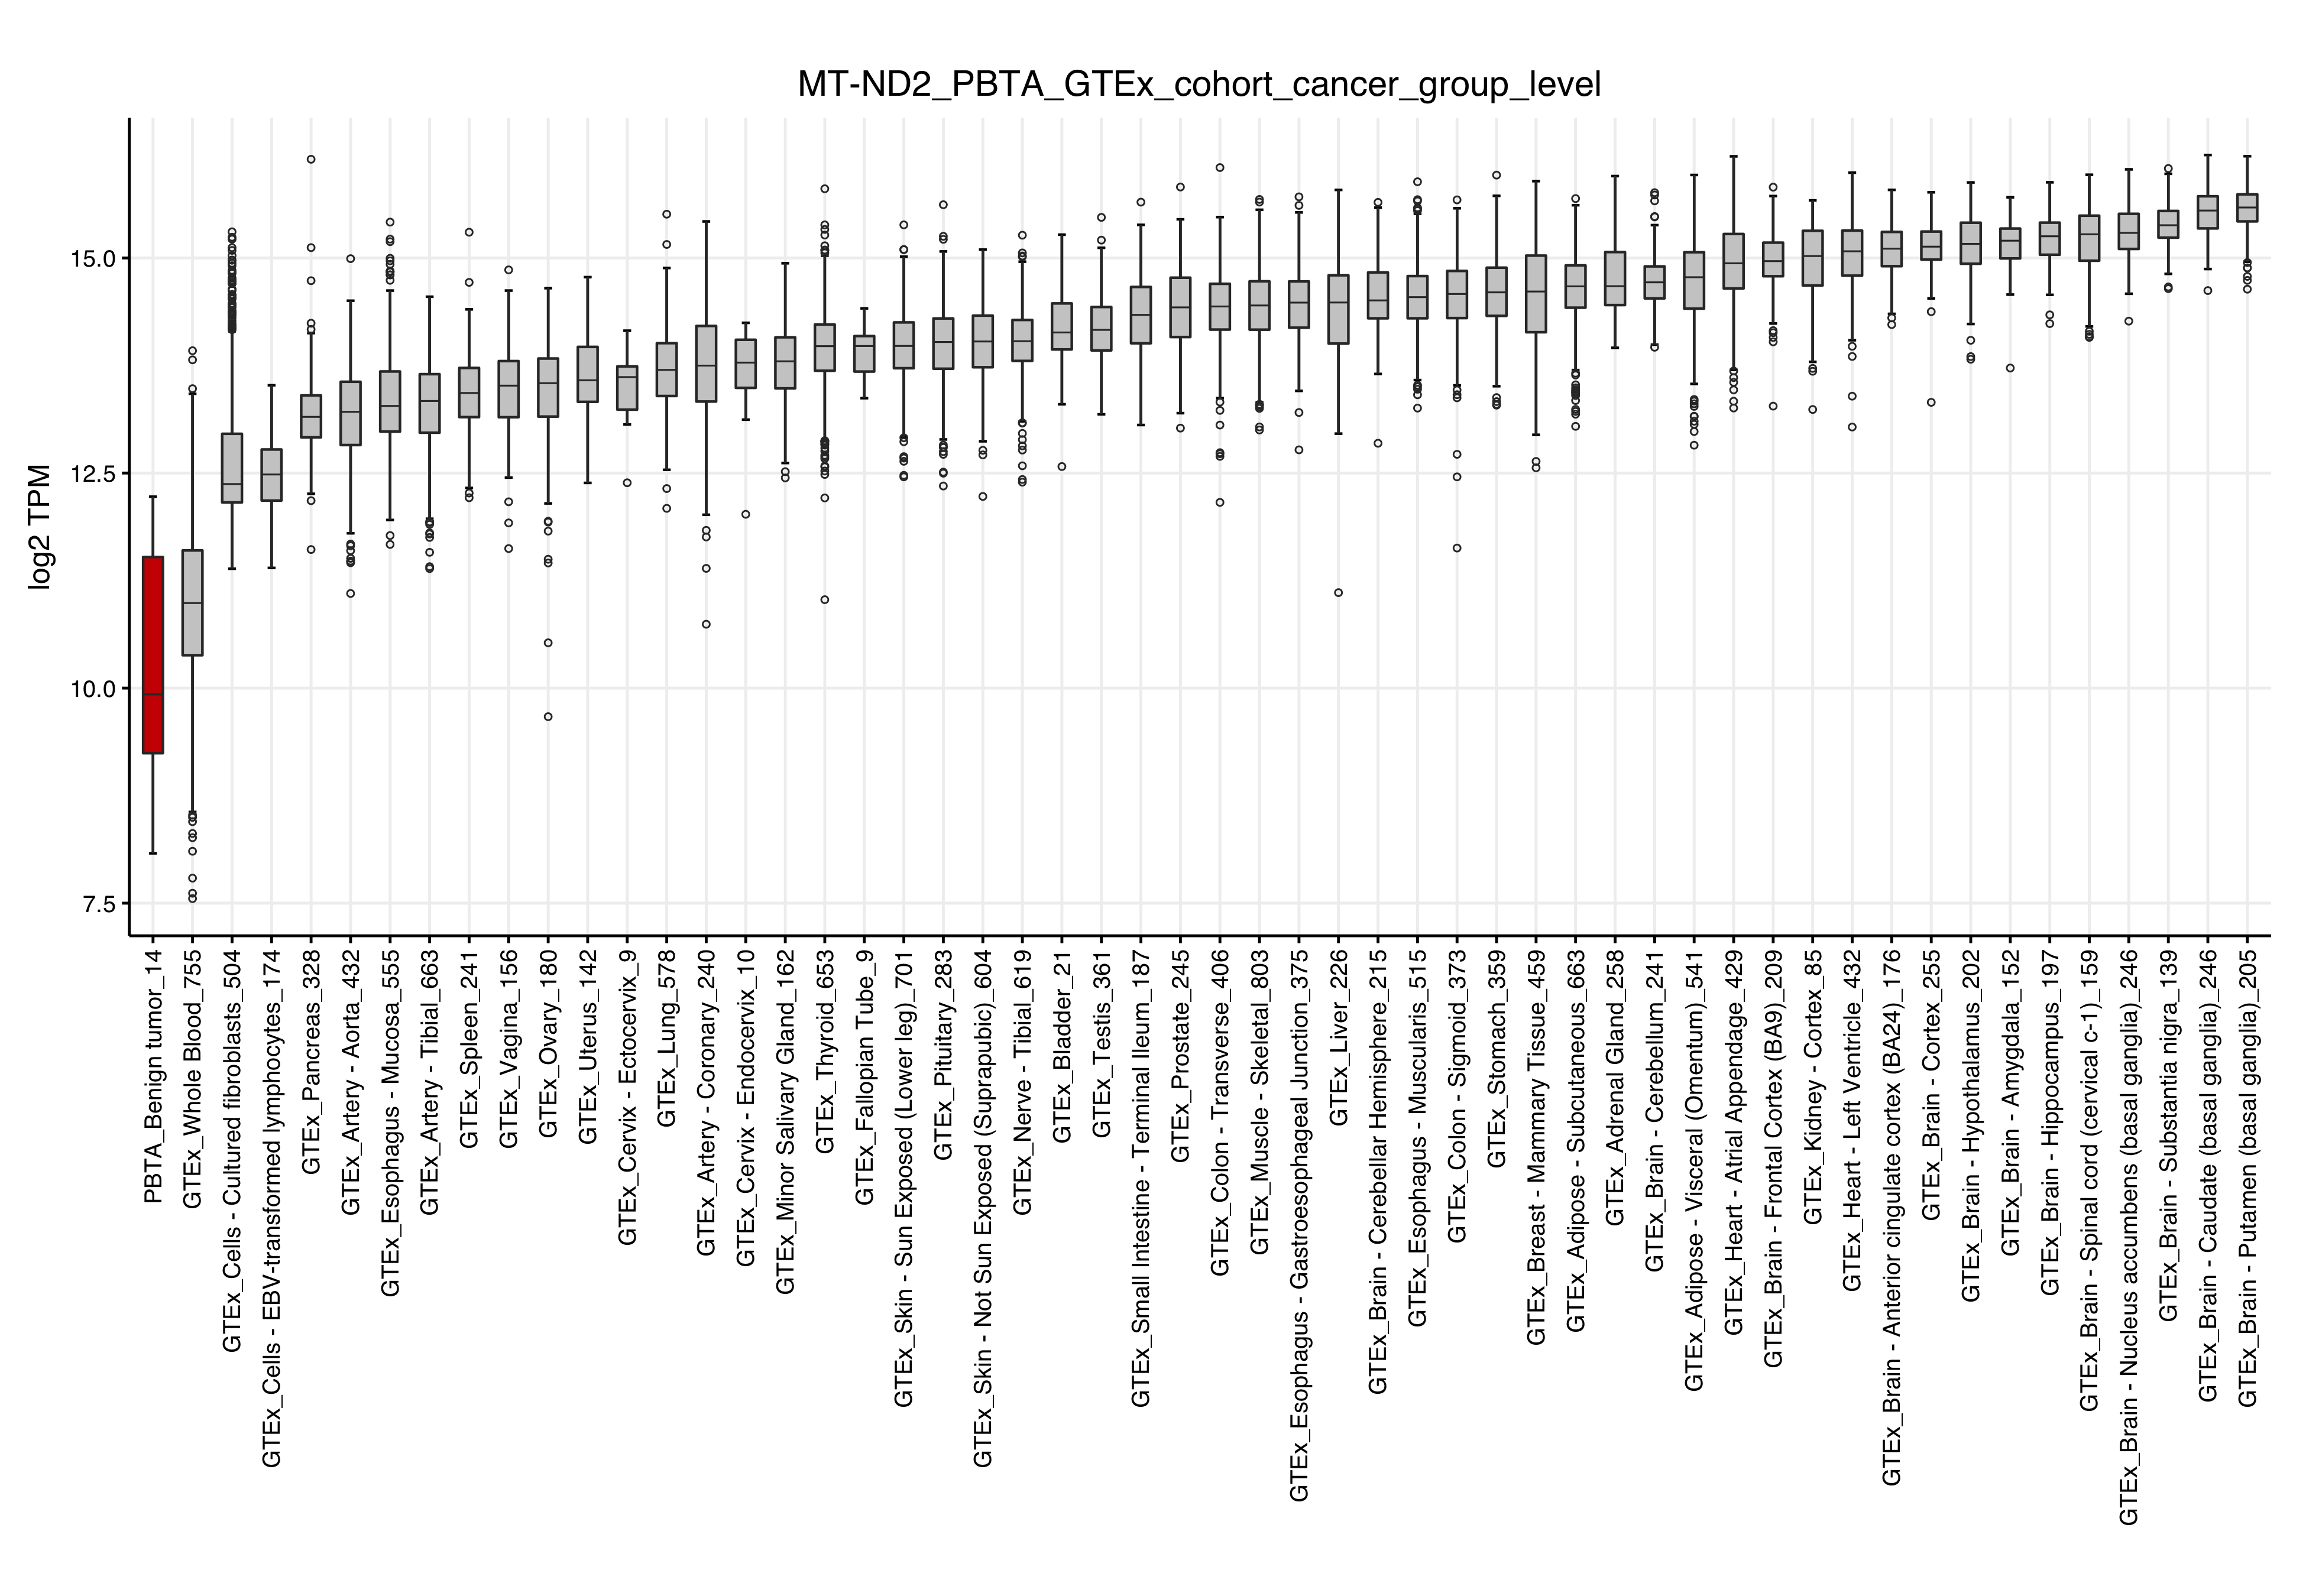 MT-ND2_PBTA_GTEx_cohort_cancer_group_level
log2 TPM
15.0
12.5
10.0
7.5
PBTA_Benign tumor_14
GTEx_Whole Blood_755
GTEx_Cells - Cultured fibroblasts_504
GTEx_Cells - EBV-transformed lymphocytes_174
GTEx_Pancreas_328
GTEx_Artery - Aorta_432
GTEx_Esophagus - Mucosa_555
GTEx_Artery - Tibial_663
GTEx_Spleen_241
GTEx_Vagina_156
GTEx_Ovary_180
GTEx_Uterus_142
GTEx_Cervix - Ectocervix_9
GTEx_Lung_578
GTEx_Artery - Coronary_240
GTEx_Cervix - Endocervix_10
GTEx_Minor Salivary Gland_162
GTEx_Thyroid_653
GTEx_Fallopian Tube_9
GTEx_Skin - Sun Exposed (Lower leg)_701
GTEx_Pituitary_283
GTEx_Skin - Not Sun Exposed (Suprapubic)_604
GTEx_Nerve - Tibial_619
GTEx_Bladder_21
GTEx_Testis_361
GTEx_Small Intestine - Terminal Ileum_187
GTEx_Prostate_245
GTEx_Colon - Transverse_406
GTEx_Muscle - Skeletal_803
GTEx_Esophagus - Gastroesophageal Junction_375
GTEx_Liver_226
GTEx_Brain - Cerebellar Hemisphere_215
GTEx_Esophagus - Muscularis_515
GTEx_Colon - Sigmoid_373
GTEx_Stomach_359
GTEx_Breast - Mammary Tissue_459
GTEx_Adipose - Subcutaneous_663
GTEx_Adrenal Gland_258
GTEx_Brain - Cerebellum_241
GTEx_Adipose - Visceral (Omentum)_541
GTEx_Heart - Atrial Appendage_429
GTEx_Brain - Frontal Cortex (BA9)_209
GTEx_Kidney - Cortex_85
GTEx_Heart - Left Ventricle_432
GTEx_Brain - Anterior cingulate cortex (BA24)_176
GTEx_Brain - Cortex_255
GTEx_Brain - Hypothalamus_202
GTEx_Brain - Amygdala_152
GTEx_Brain - Hippocampus_197
GTEx_Brain - Spinal cord (cervical c-1)_159
GTEx_Brain - Nucleus accumbens (basal ganglia)_246
GTEx_Brain - Substantia nigra_139
GTEx_Brain - Caudate (basal ganglia)_246
GTEx_Brain - Putamen (basal ganglia)_205